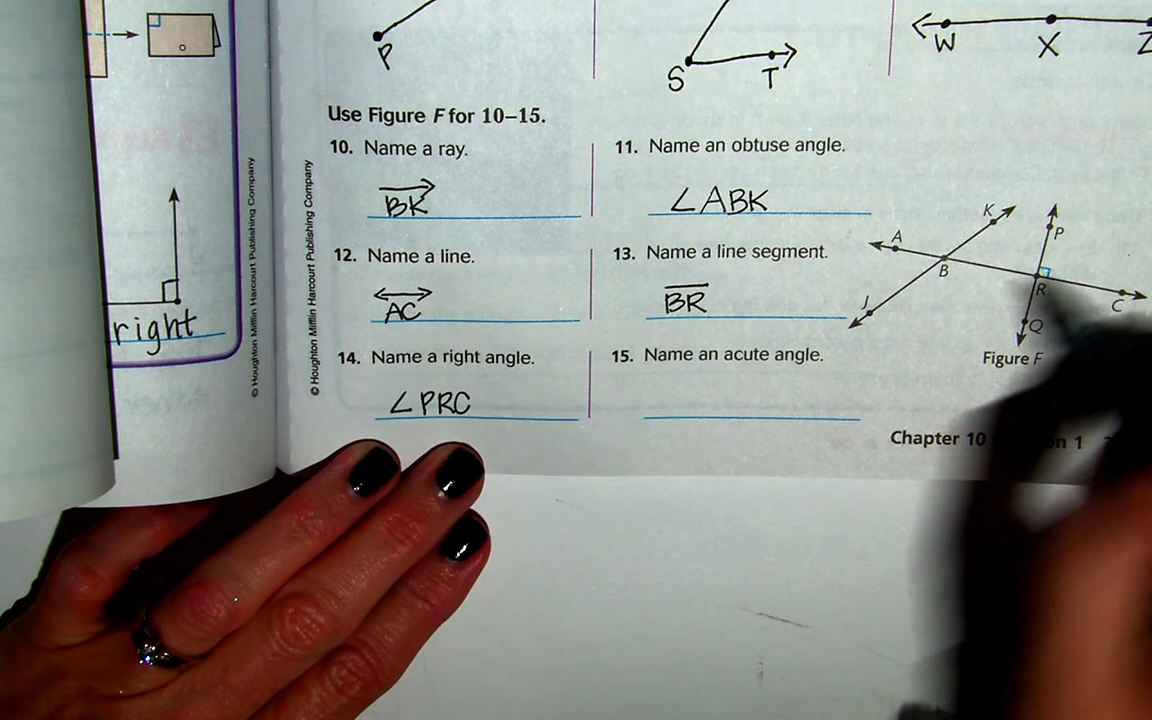 P
S
T
W
X
Z
Use Figure F for 10–15.
10. Name a ray.
BK
11. Name an obtuse angle.
∠ABK
12. Name a line.
AC
13. Name a line segment.
BR
14. Name a right angle.
∠PRC
15. Name an acute angle.
K
P
A
B
R
J
C
Q
Figure F
Chapter 10
n 1
right
© Houghton Mifflin Harcourt Publishing Company
© Houghton Mifflin Harcourt Publishing Company